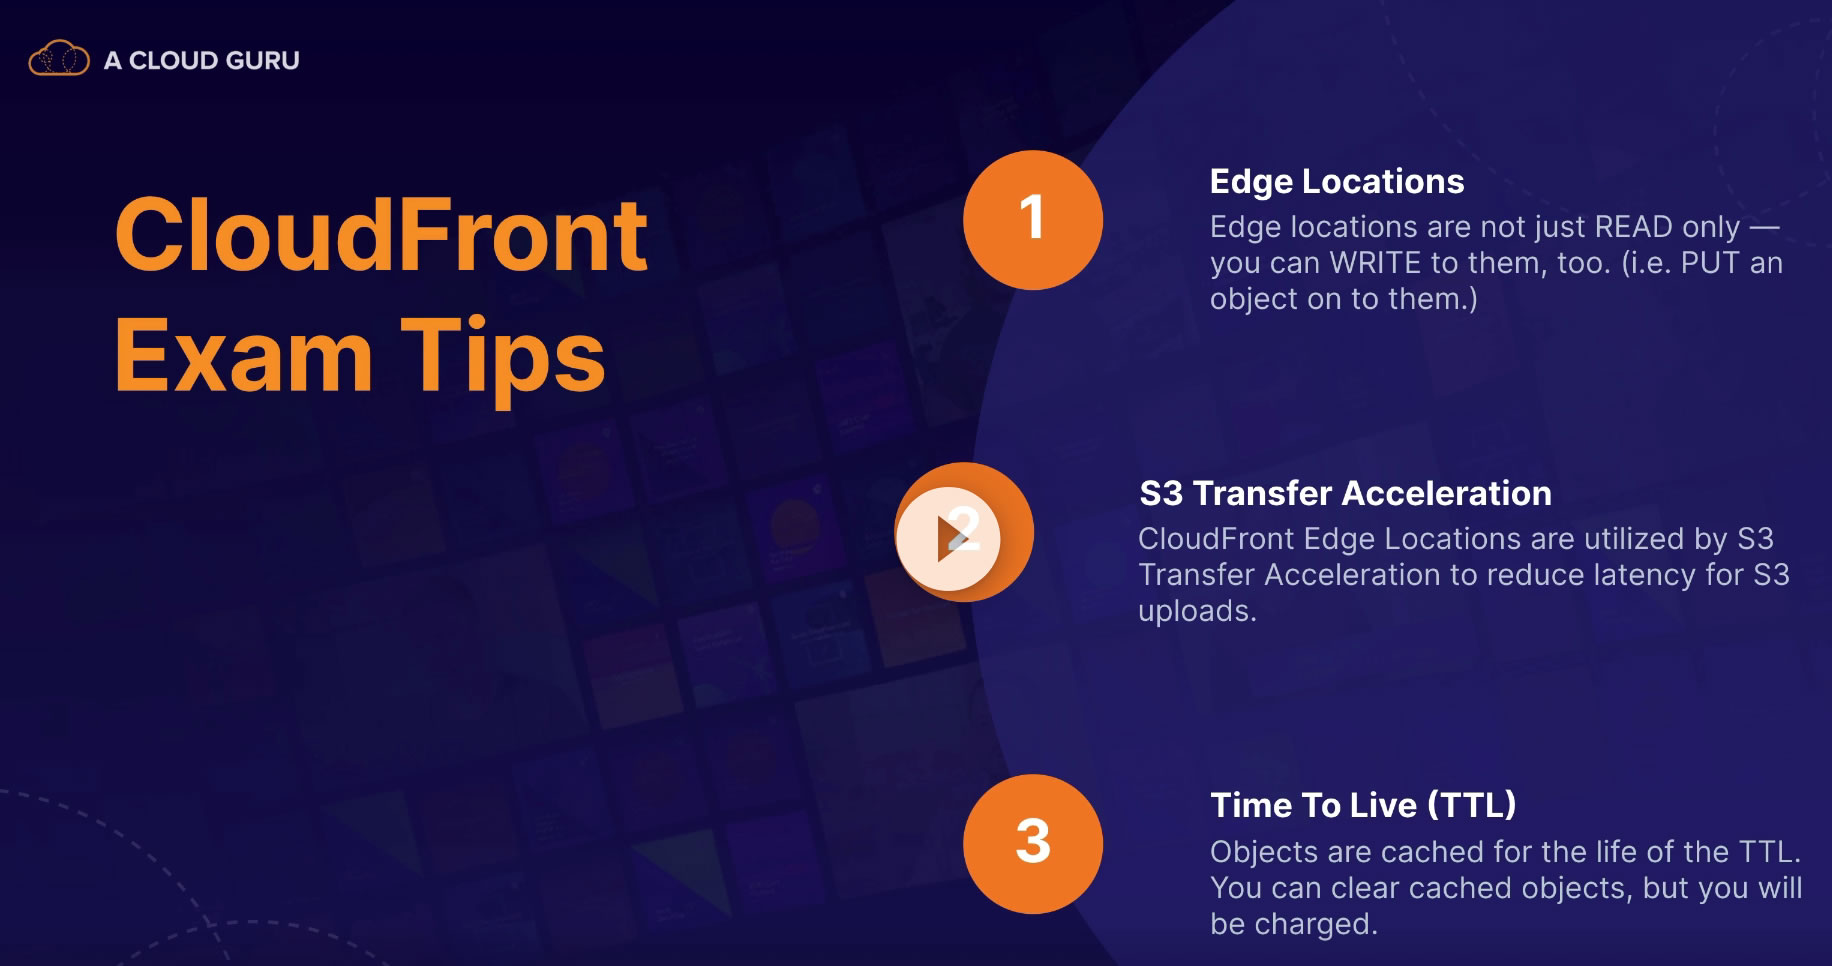 A CLOUD GURU
CloudFront
Exam Tips
1
Edge Locations
Edge locations are not just READ only —
you can WRITE to them, too. (i.e. PUT an
object on to them.)
2
S3 Transfer Acceleration
CloudFront Edge Locations are utilized by S3
Transfer Acceleration to reduce latency for S3
uploads.
3
Time To Live (TTL)
Objects are cached for the life of the TTL.
You can clear cached objects, but you will
be charged.